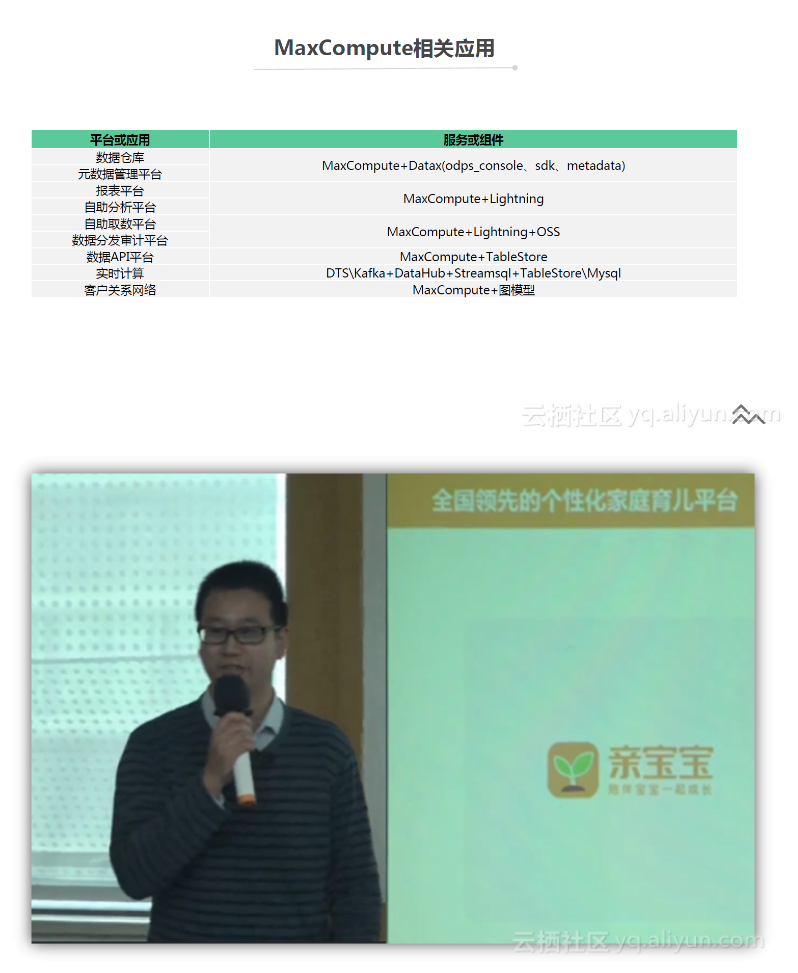 MaxCompute相关应用
平台或应用 服务或组件
数据仓库
MaxCompute+Datax(odps_console、sdk、metadata)
元数据管理平台
报表平台
MaxCompute+Lightning
自助分析平台
自助取数平台
MaxCompute+Lightning+OSS
数据分发审计平台
数据API平台 MaxCompute+TableStore
实时计算 DTS\Kafka+DataHub+Streamsql+TableStore\Mysql
客户关系网络 MaxCompute+图模型
云栖社区 yq.aliyun.com
全国领先的个性化家庭育儿平台
亲宝宝
陪伴宝宝一起成长
云栖社区 yq.aliyun.com